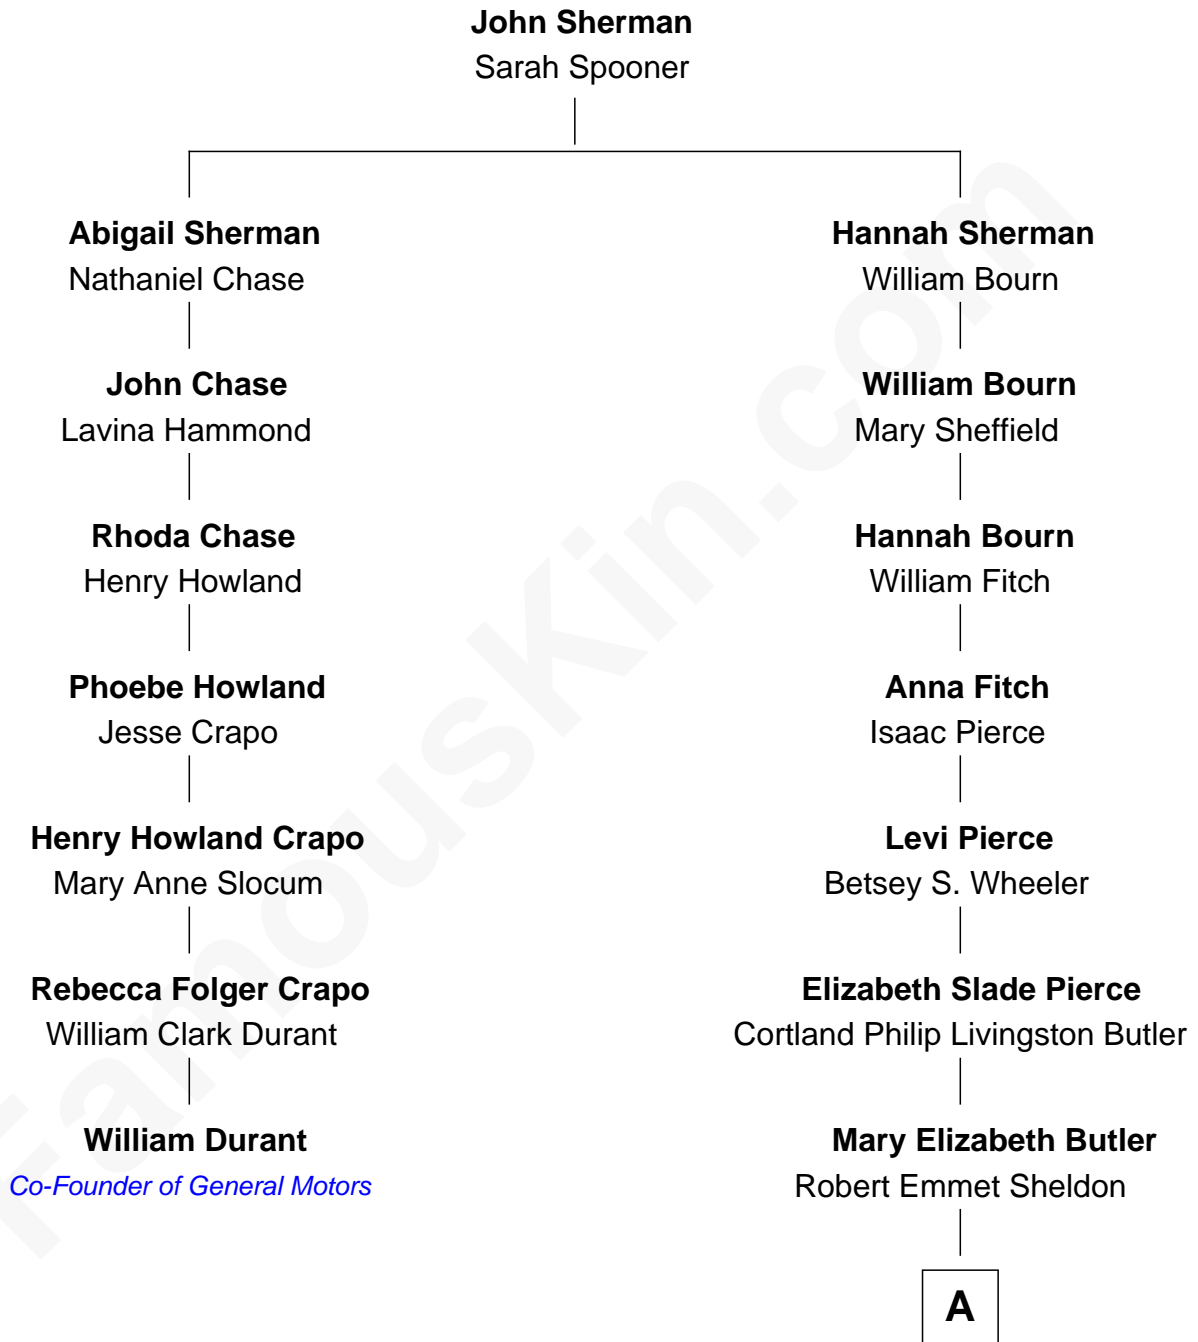 John Sherman
Sarah Spooner
Abigail Sherman
Nathaniel Chase
Hannah Sherman
William Bourn
John Chase
Lavina Hammond
William Bourn
Mary Sheffield
Rhoda Chase
Henry Howland
Hannah Bourn
William Fitch
Phoebe Howland
Jesse Crapo
Anna Fitch
Isaac Pierce
Henry Howland Crapo
Mary Anne Slocum
Levi Pierce
Betsey S. Wheeler
Rebecca Folger Crapo
William Clark Durant
Elizabeth Slade Pierce
Cortland Philip Livingston Butler
William Durant
Co-Founder of General Motors
Mary Elizabeth Butler
Robert Emmet Sheldon
A
FamousKin.com